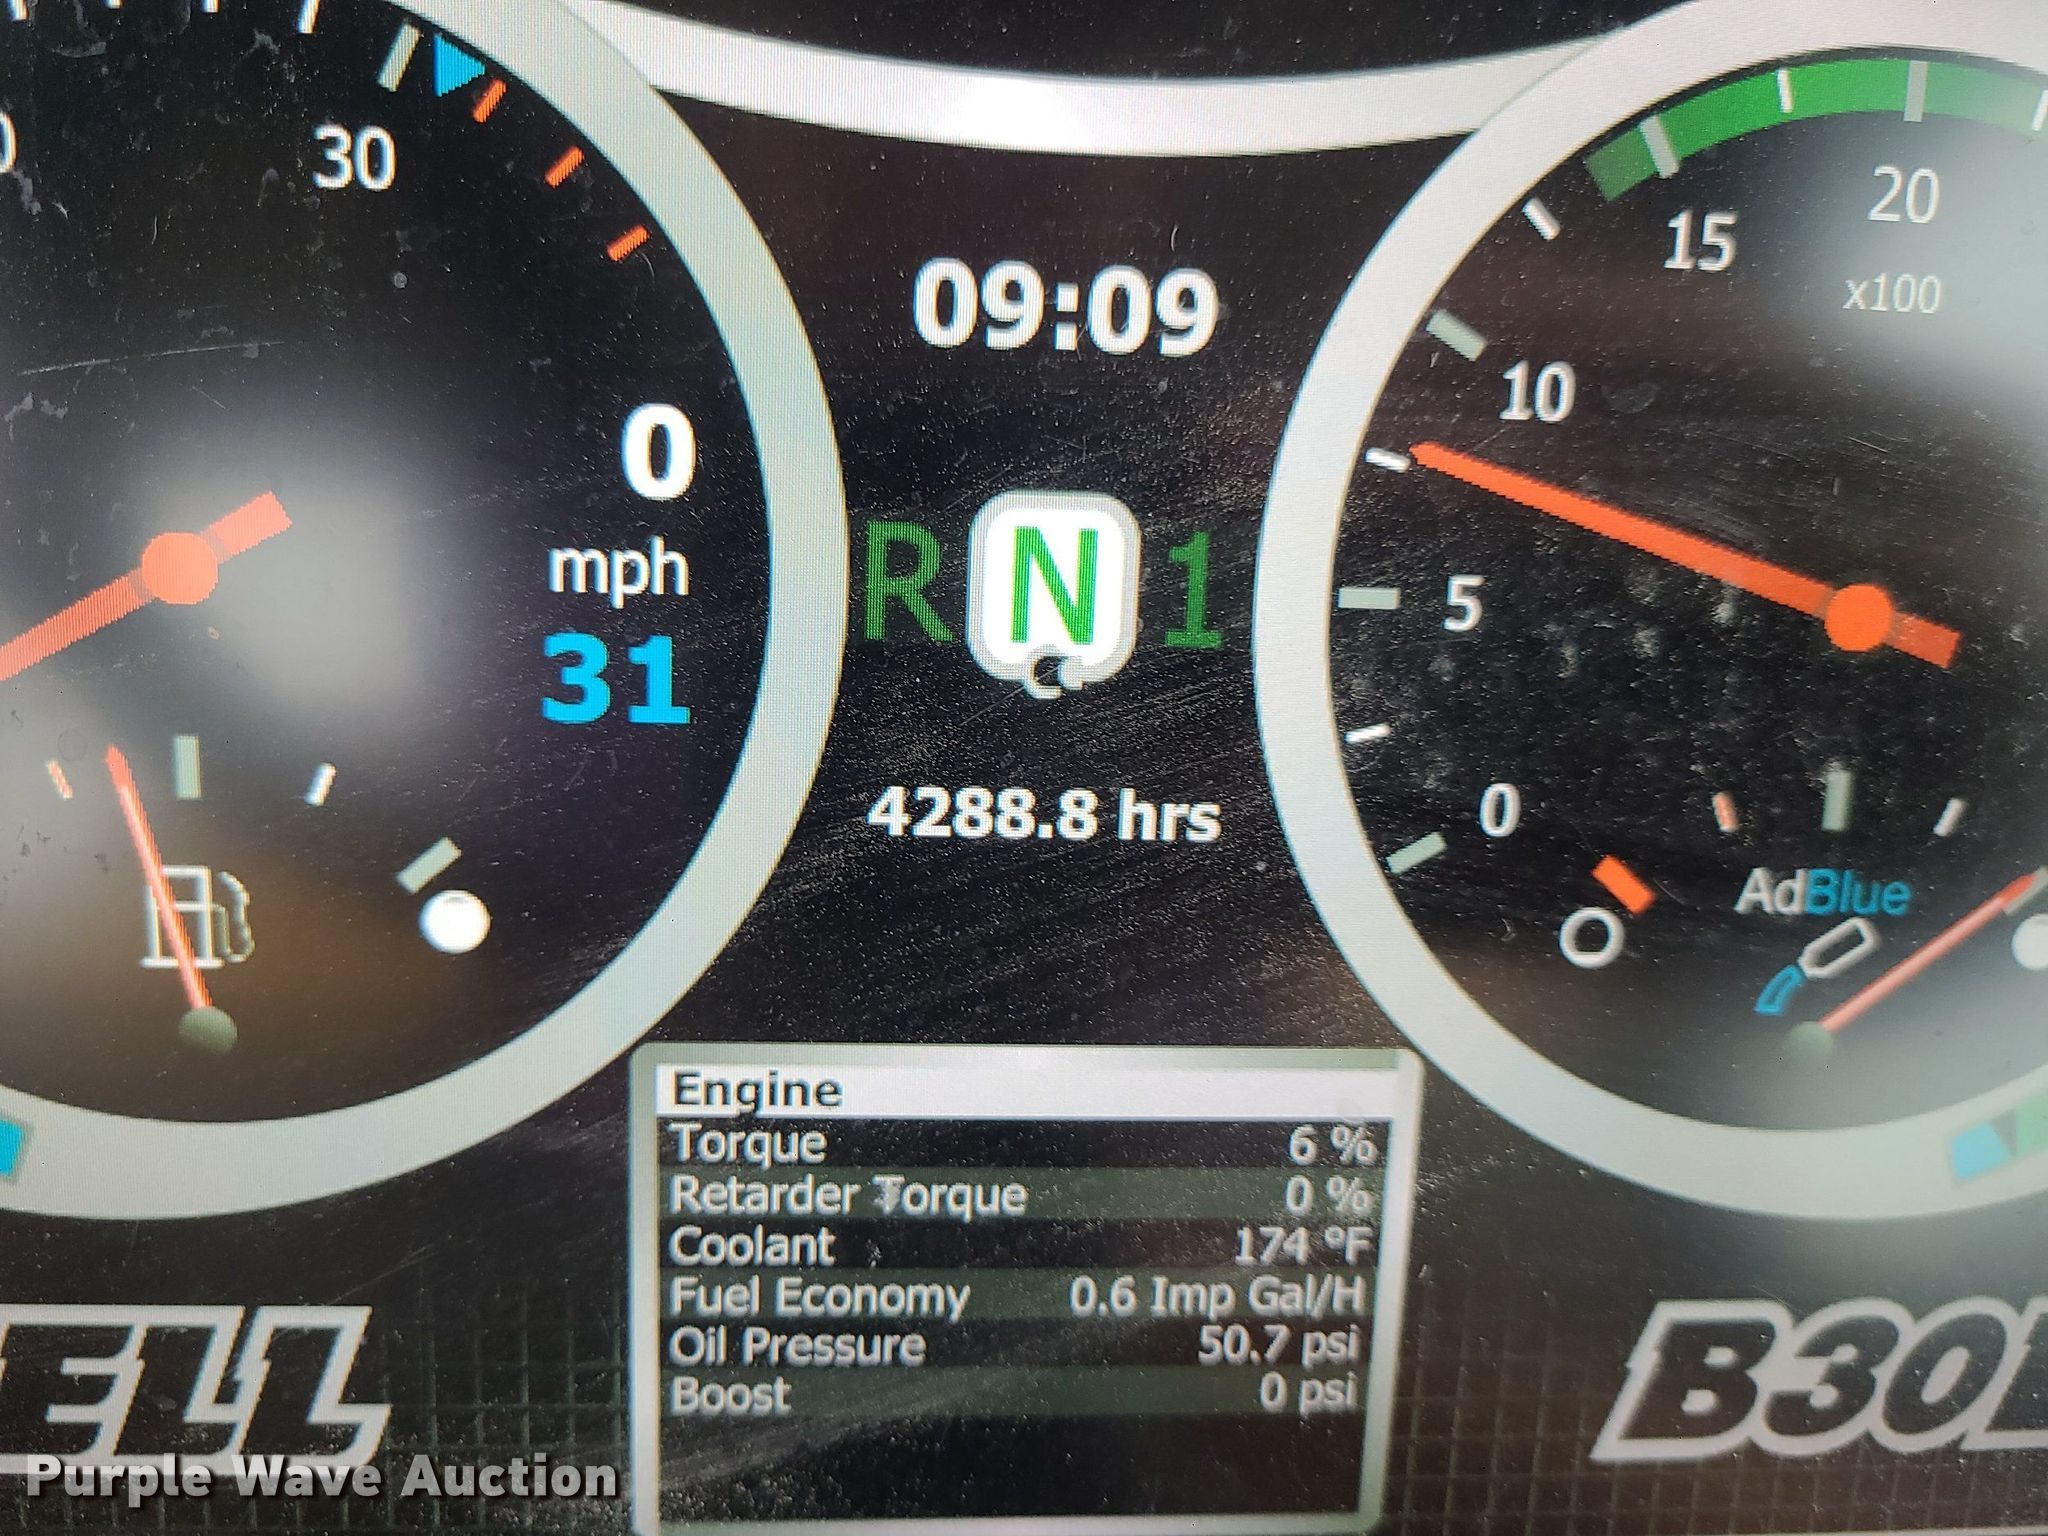 30
09:09
20
15
x100
10
0
mph
31
R N 1
5
4288.8 hrs
0
AdBlue
Engine
Torque 6 %
Retarder Torque 0 %
Coolant 174 °F
Fuel Economy 0.6 Imp Gal/H
Oil Pressure 50.7 psi
Boost 0 psi
ELL
B30
Purple Wave Auction